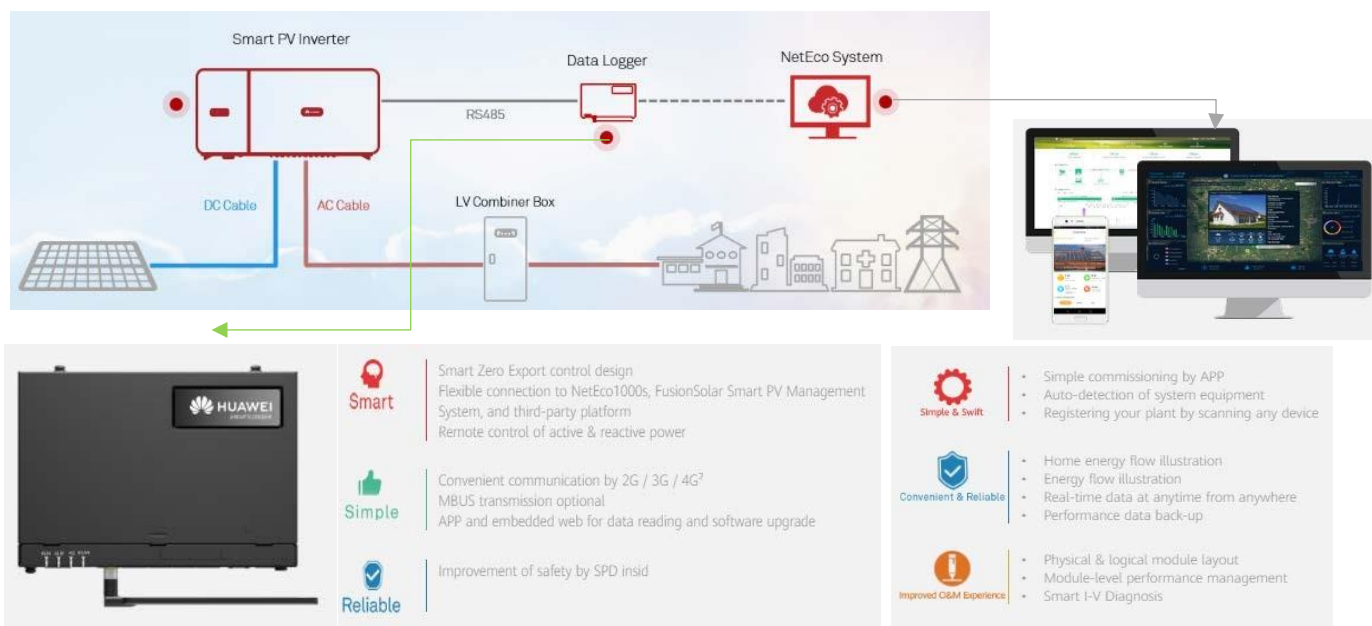 Smart PV Inverter
Data Logger
NetEco System
RS485
DC Cable
AC Cable
LV Combiner Box
HUAWEI
Smart
Smart Zero Export control design
Flexible connection to NetEco1000s, FusionSolar Smart PV Management
System, and third-party platform
Remote control of active & reactive power
Simple
Convenient communication by 2G / 3G / 4G²
MBUS transmission optional
APP and embedded web for data reading and software upgrade
Reliable
Improvement of safety by SPD insid
Simple & Swift
• Simple commissioning by APP
• Auto-detection of system equipment
• Registering your plant by scanning any device
Convenient & Reliable
• Home energy flow illustration
• Energy flow illustration
• Real-time data at anytime from anywhere
• Performance data back-up
Improved O&M Experience
• Physical & logical module layout
• Module-level performance management
• Smart I-V Diagnosis